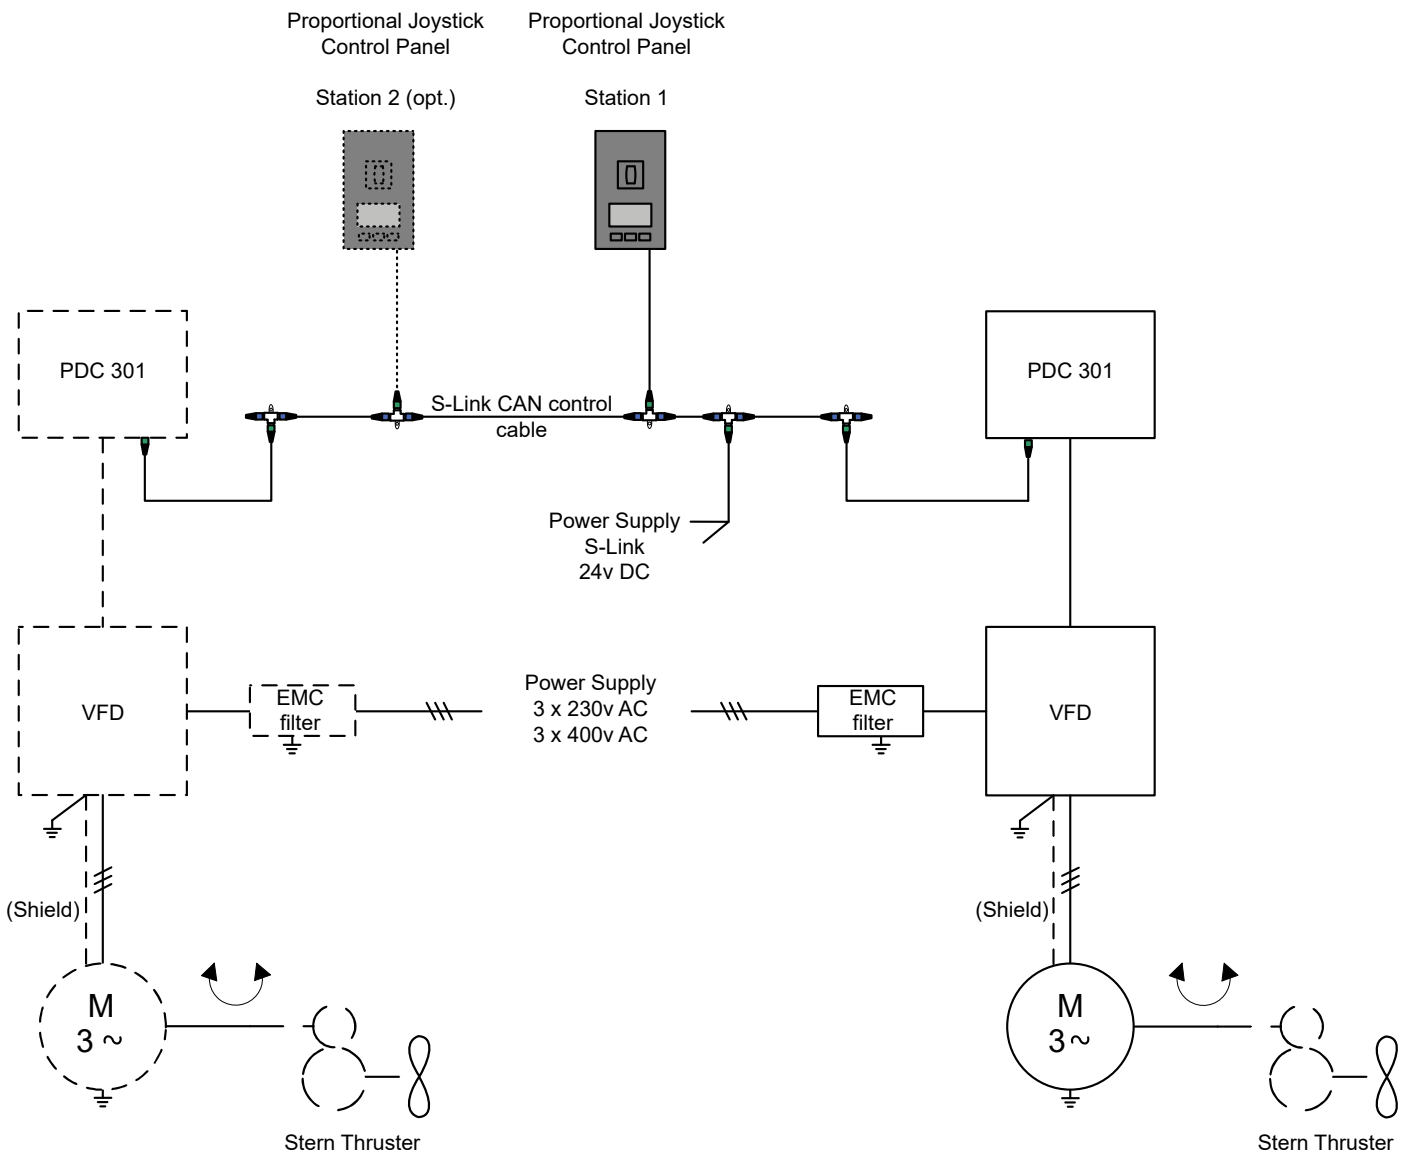 Proportional Joystick
Control Panel
Station 2 (opt.)
Proportional Joystick
Control Panel
Station 1
PDC 301
S-Link CAN control
cable
PDC 301
Power Supply
S-Link
24v DC
VFD
EMC
filter
Power Supply
3 x 230v AC
3 x 400v AC
EMC
filter
VFD
(Shield)
(Shield)
M
3 ~
M
3 ~
Stern Thruster
Stern Thruster